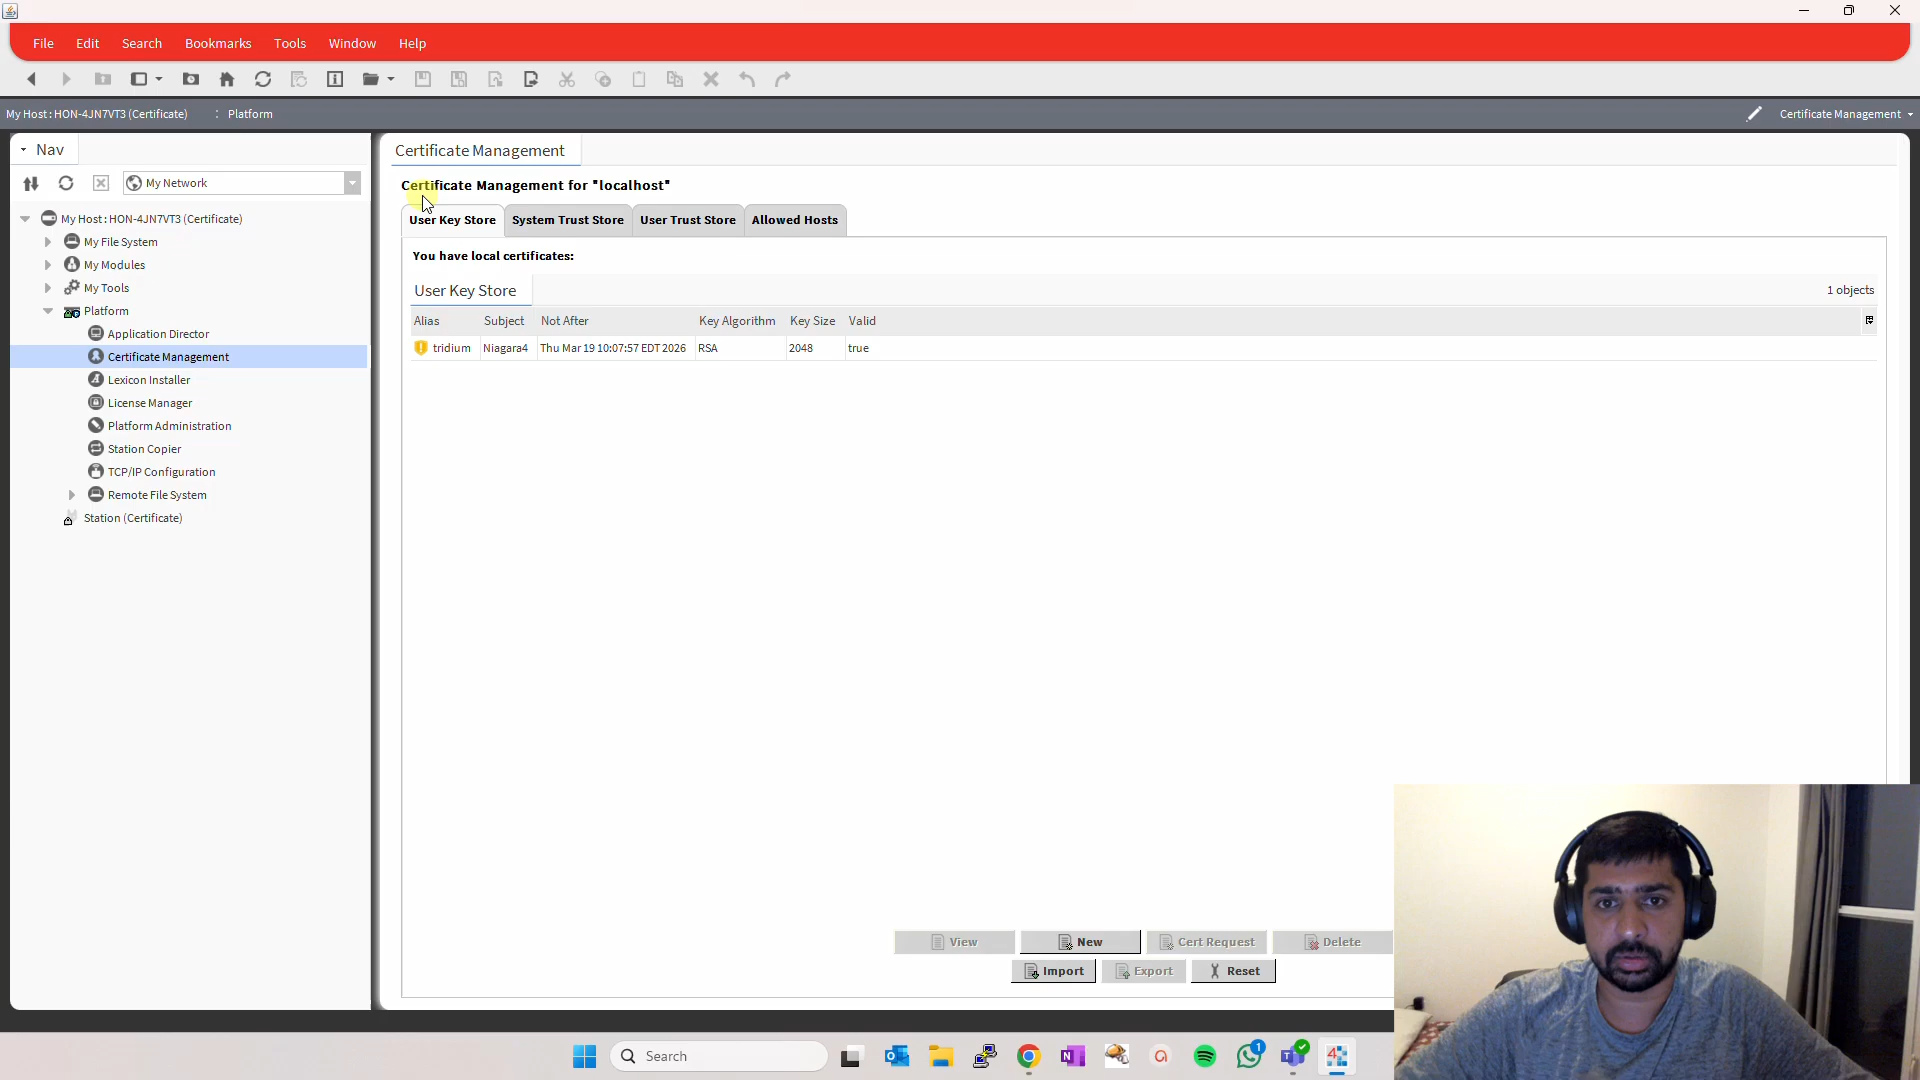 File Edit Search Bookmarks Tools Window Help
My Host : HON-4JN7VT3 (Certificate) : Platform
Certificate Management
Nav
My Network
My Host : HON-4JN7VT3 (Certificate)
My File System
My Modules
My Tools
Platform
Application Director
Certificate Management
Lexicon Installer
License Manager
Platform Administration
Station Copier
TCP/IP Configuration
Remote File System
Station (Certificate)
Certificate Management
Certificate Management for "localhost"
User Key Store System Trust Store User Trust Store Allowed Hosts
You have local certificates:
User Key Store 1 objects
Alias Subject Not After Key Algorithm Key Size Valid
tridium Niagara4 Thu Mar 19 10:07:57 EDT 2026 RSA 2048 true
View New Cert Request Delete
Import Export Reset
Search
1